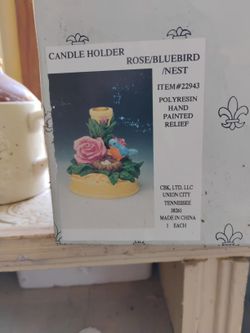 CANDLE HOLDER
ROSE/BLUEBIRD
/NEST
ITEM#22943
POLYRESIN
HAND
PAINTED
RELIEF
CBK, LTD, LLC
UNION CITY
TENNESSEE
38261
MADE IN CHINA
1 EACH